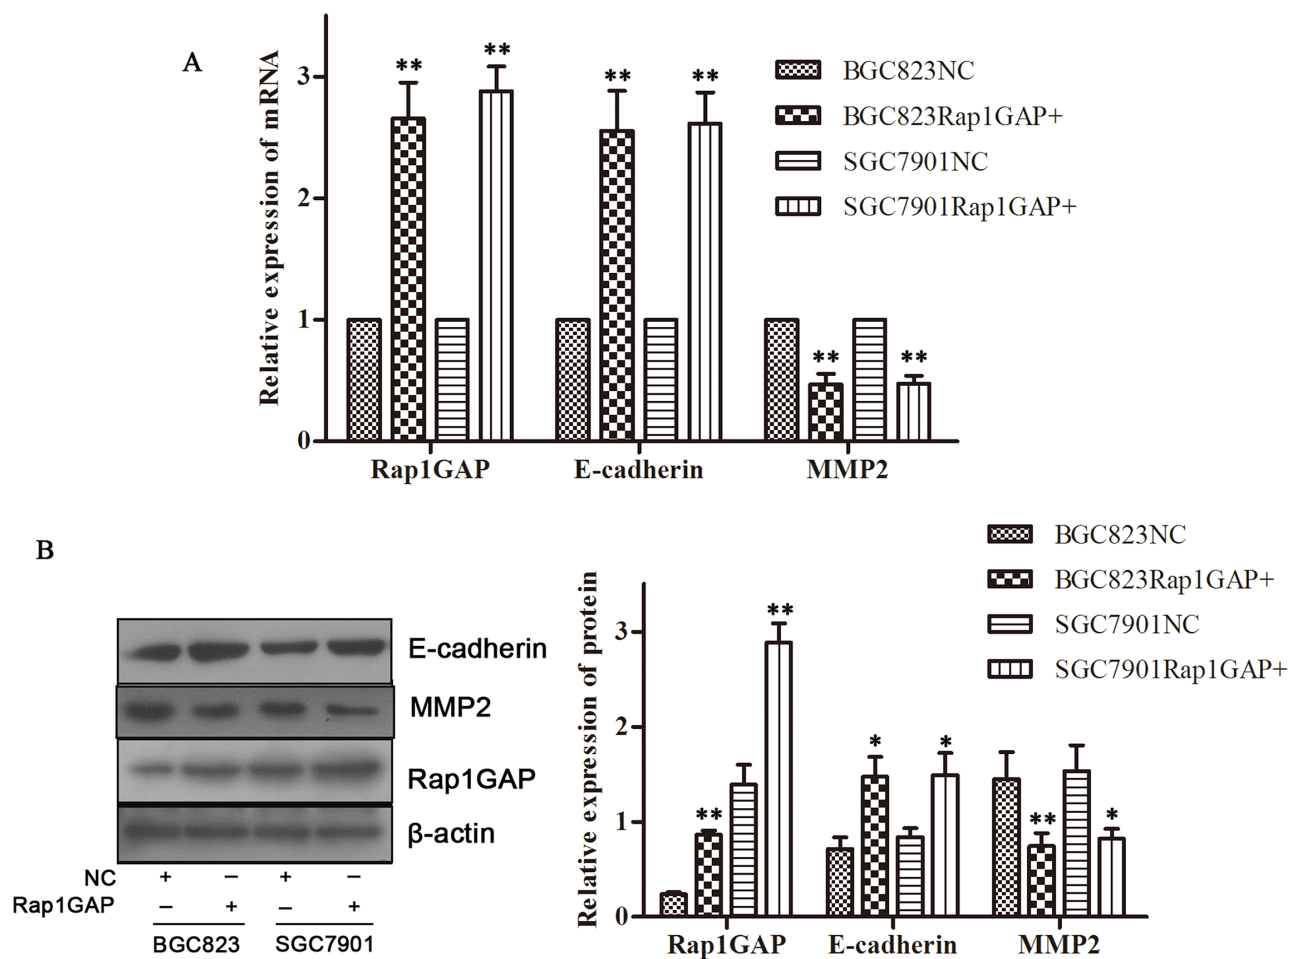 A
Relative expression of mRNA
3
2
1
0
** ** ** ** ** **
Rap1GAP E-cadherin MMP2
BGC823NC
BGC823Rap1GAP+
SGC7901NC
SGC7901Rap1GAP+
B
E-cadherin
MMP2
Rap1GAP
β-actin
NC + – + –
Rap1GAP – + – +
BGC823 SGC7901
Relative expression of protein
3
2
1
0
** ** * * ** *
Rap1GAP E-cadherin MMP2
BGC823NC
BGC823Rap1GAP+
SGC7901NC
SGC7901Rap1GAP+